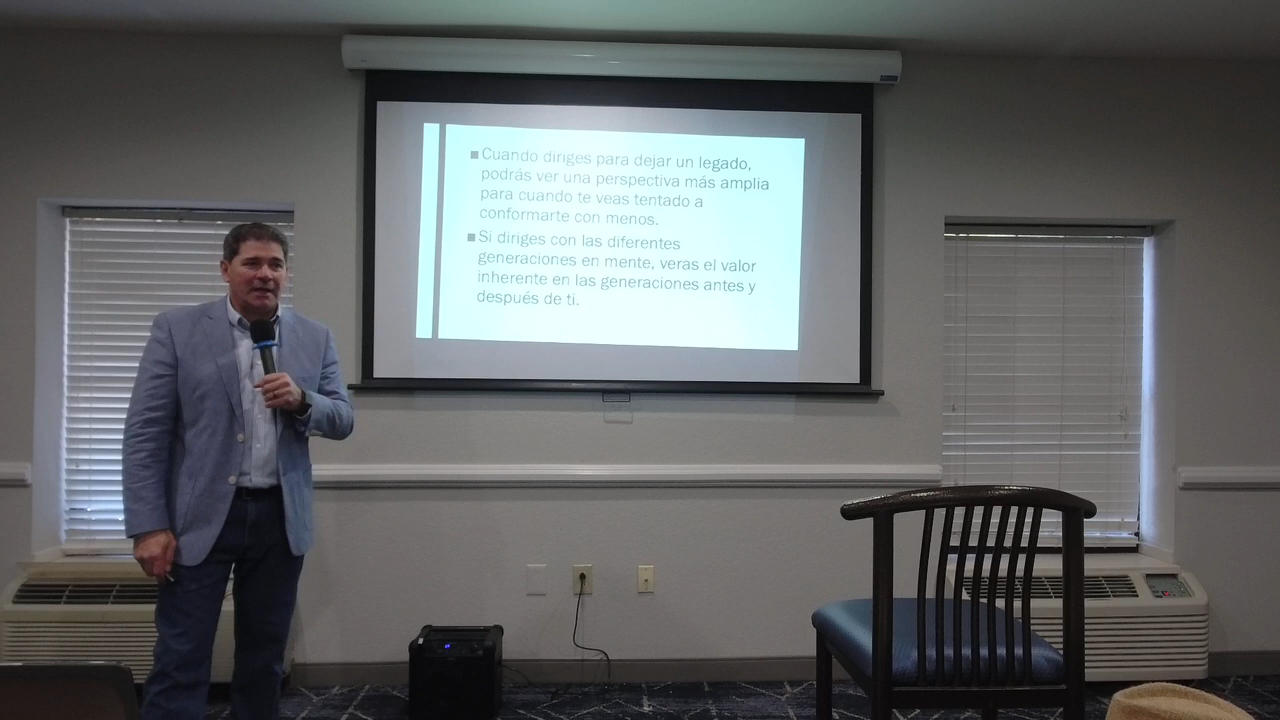 ■ Cuando diriges para dejar un legado,
podrás ver una perspectiva más amplia
para cuando te veas tentado a
conformarte con menos.
■ Si diriges con las diferentes
generaciones en mente, veras el valor
inherente en las generaciones antes y
después de ti.